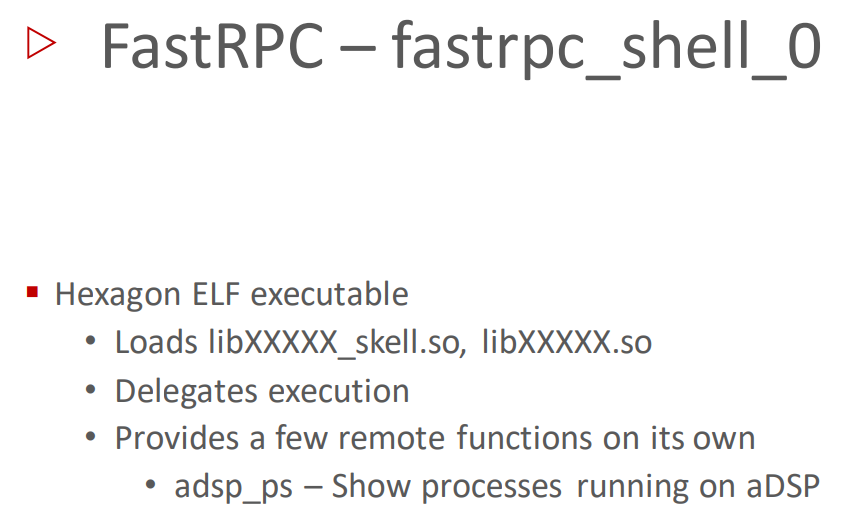 FastRPC – fastrpc_shell_0
Hexagon ELF executable
Loads libXXXXX_skell.so, libXXXXX.so
Delegates execution
Provides a few remote functions on its own
adsp_ps – Show processes running on aDSP